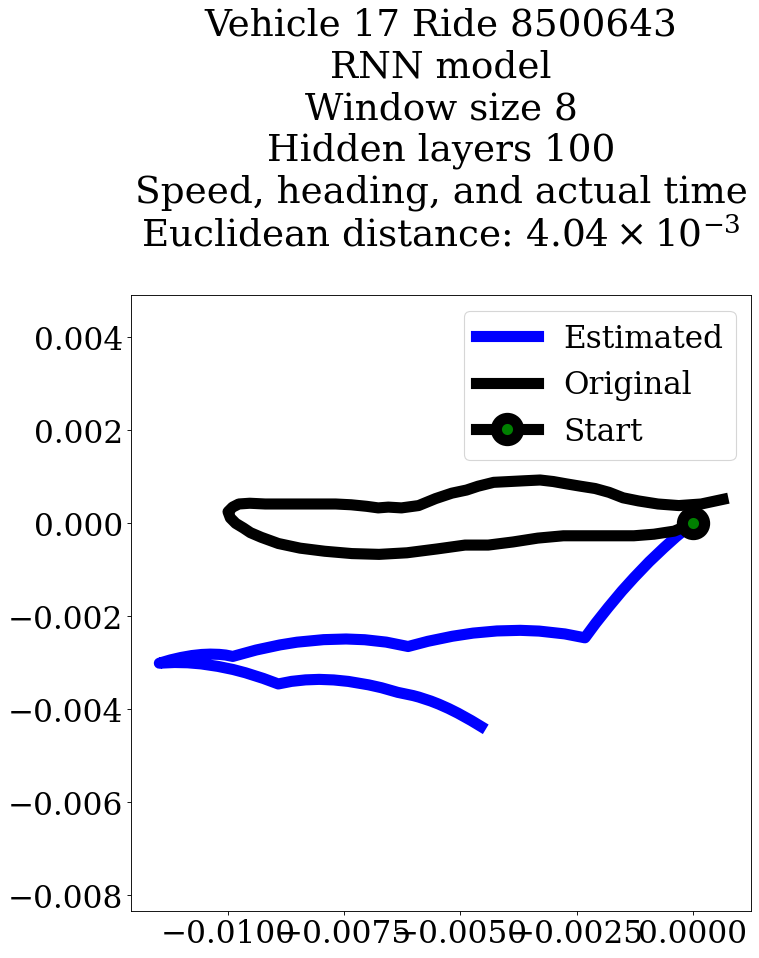 Vehicle 17 Ride 8500643
RNN model
Window size 8
Hidden layers 100
Speed, heading, and actual time
Euclidean distance: 4.04 × 10⁻³
Estimated
Original
Start
0.004
0.002
0.000
−0.002
−0.004
−0.006
−0.008
−0.0100 −0.0075 −0.0050 −0.0025 0.0000